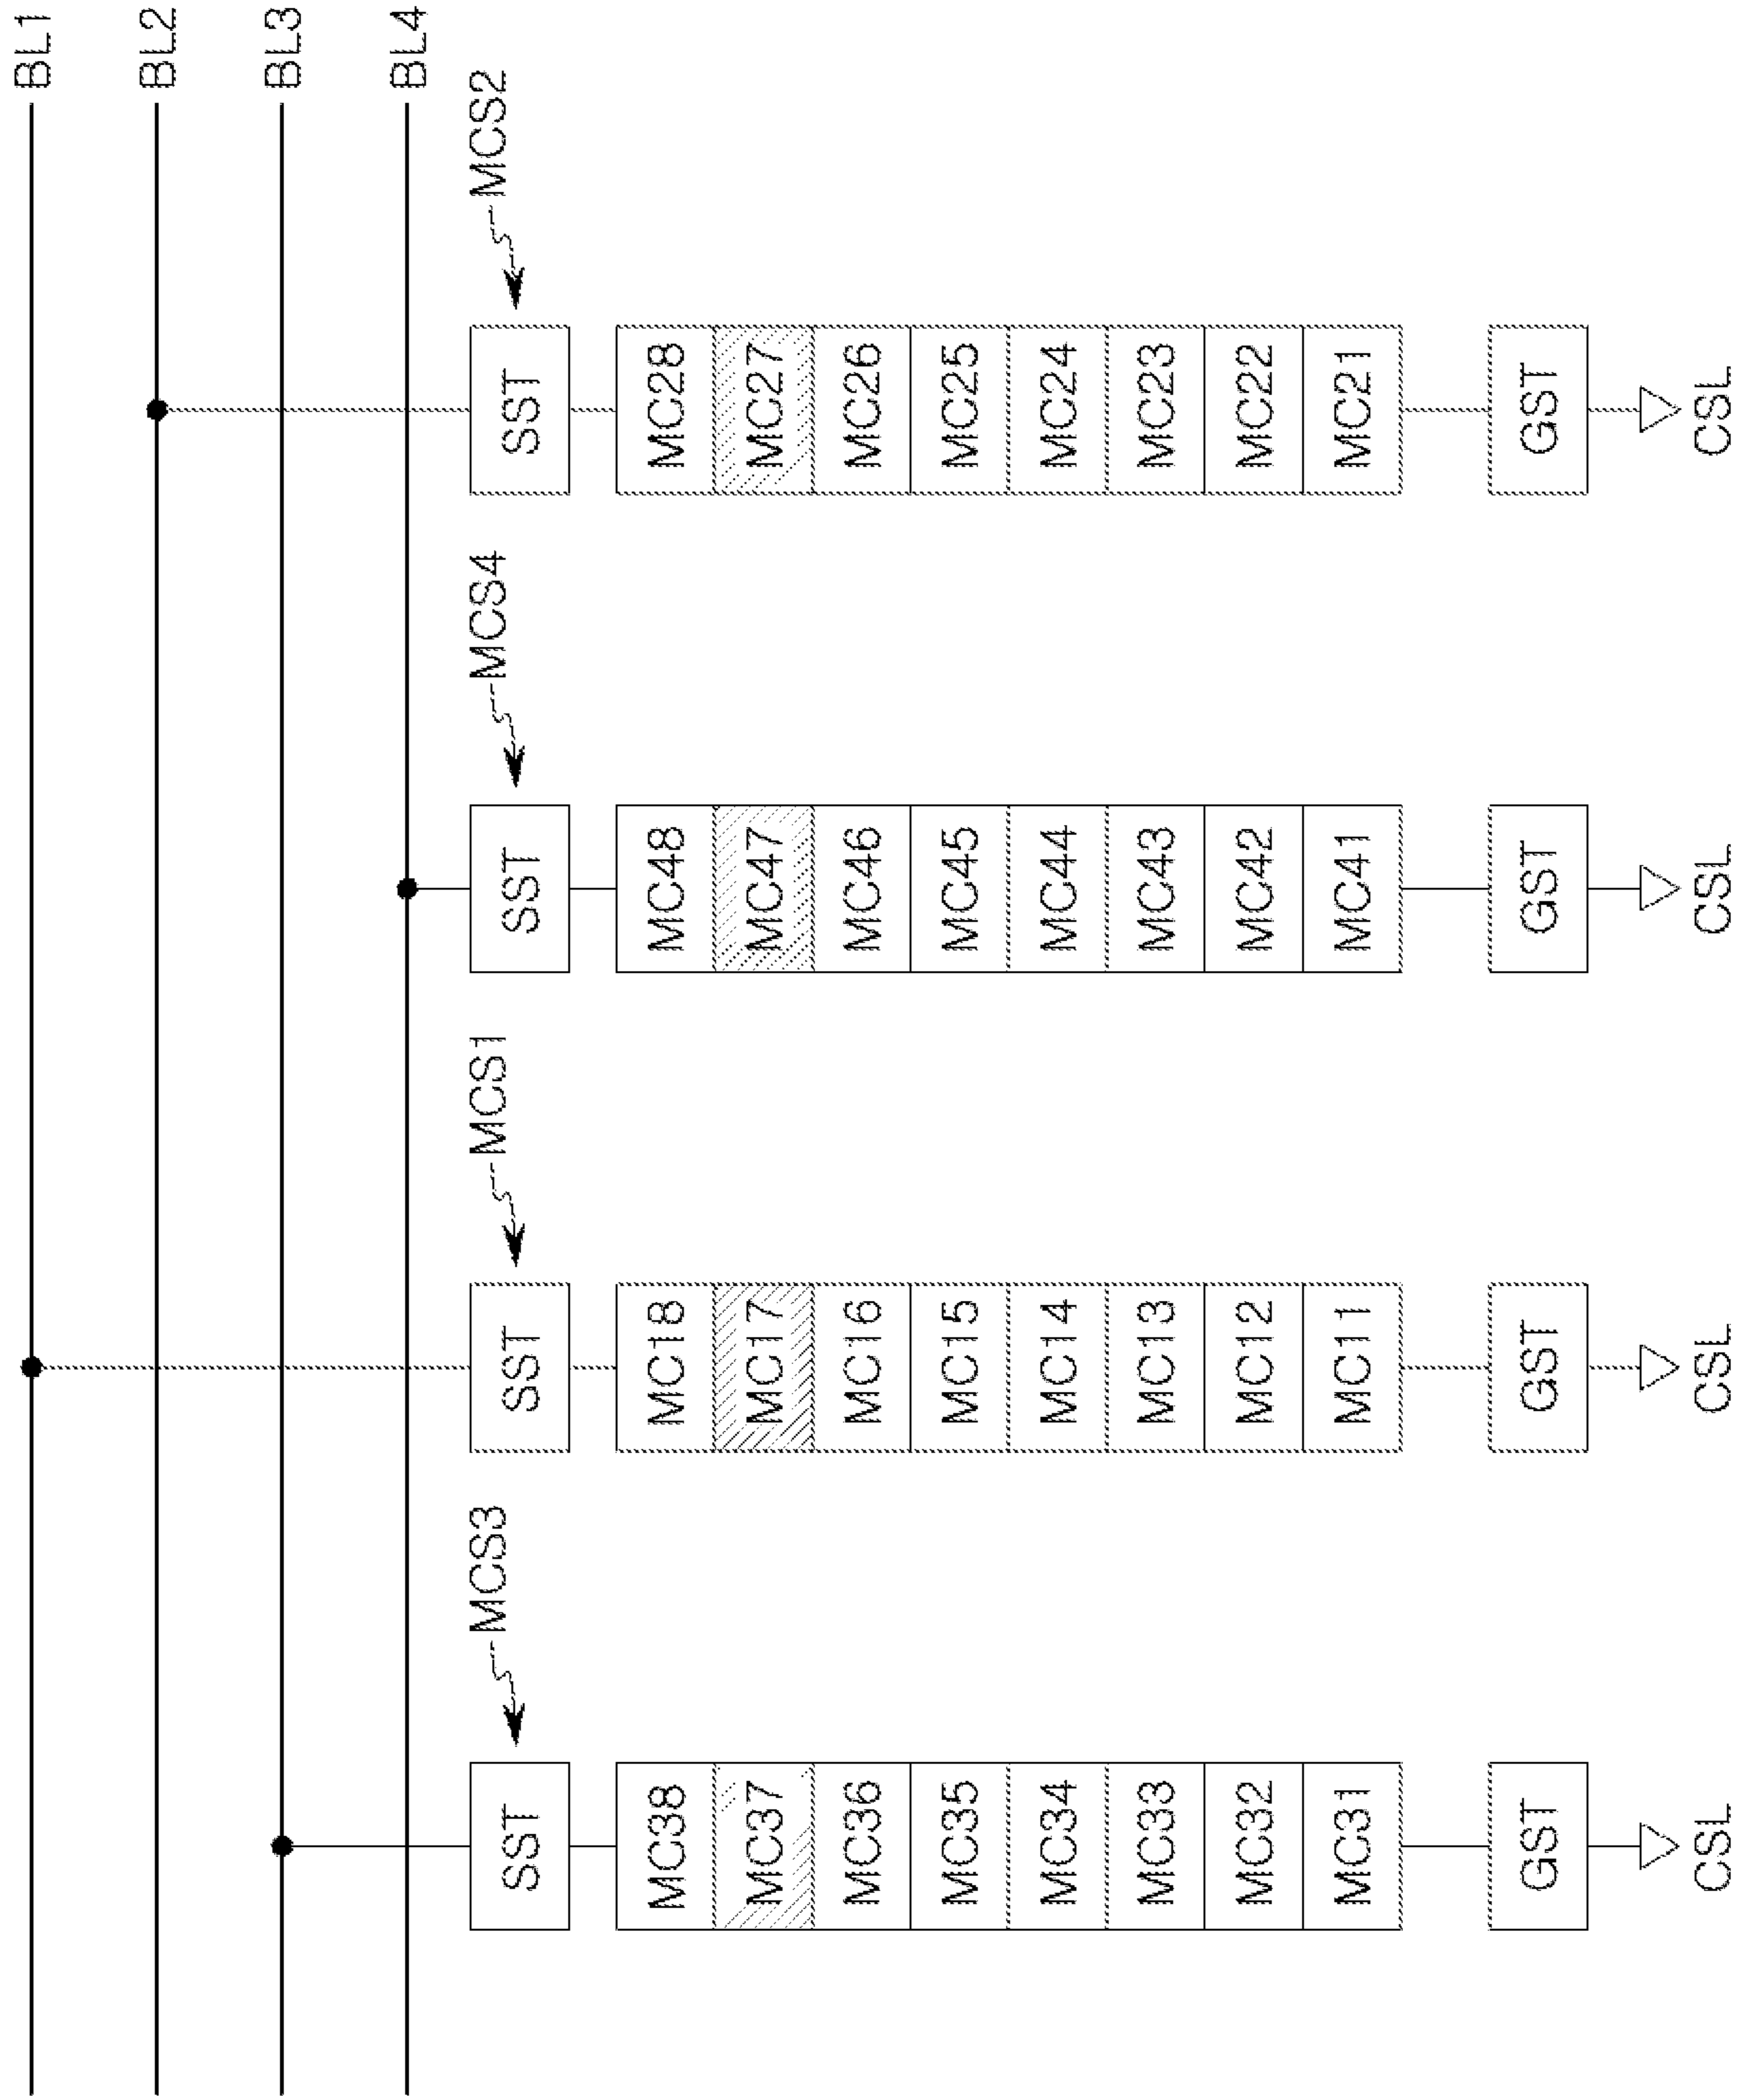 BL1
BL2
BL3
BL4
MCS3
MCS1
MCS4
MCS2
SST SST SST SST
MC38 MC18 MC48 MC28
MC37 MC17 MC47 MC27
MC36 MC16 MC46 MC26
MC35 MC15 MC45 MC25
MC34 MC14 MC44 MC24
MC33 MC13 MC43 MC23
MC32 MC12 MC42 MC22
MC31 MC11 MC41 MC21
GST GST GST GST
CSL CSL CSL CSL